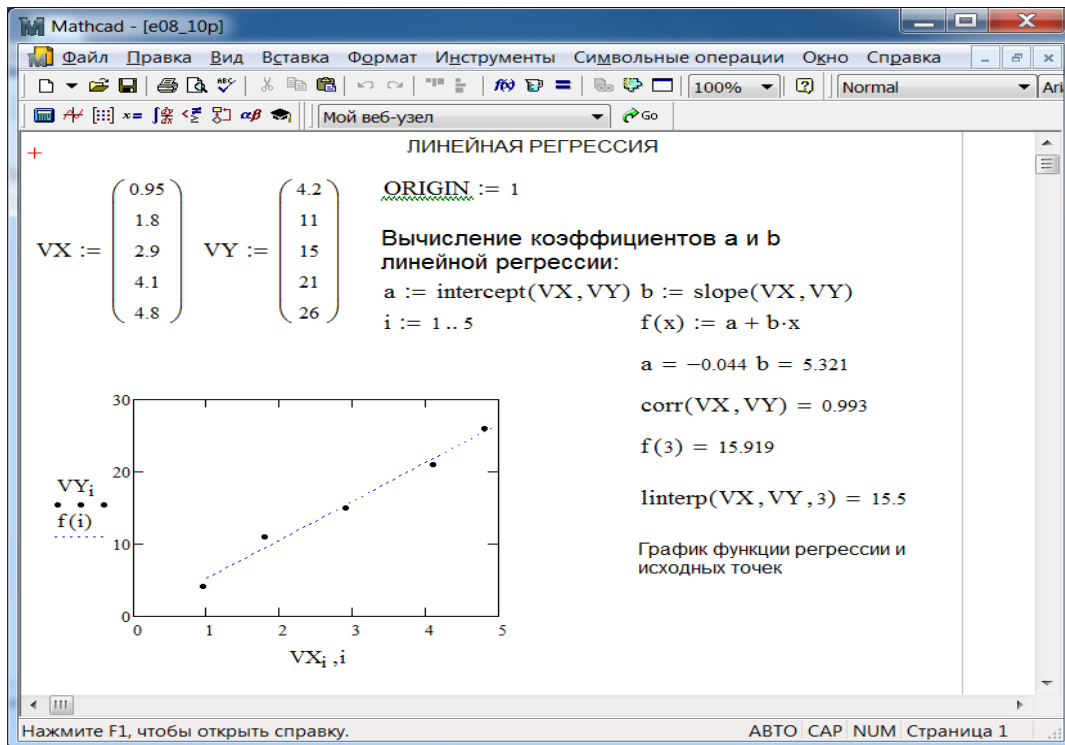 Mathcad - [e08_10p]
Файл Правка Вид Вставка Формат Инструменты Символьные операции Окно Справка
100% Normal Ari
Мой веб-узел Go
ЛИНЕЙНАЯ РЕГРЕССИЯ
VX := ( 0.95 1.8 2.9 4.1 4.8 ) VY := ( 4.2 11 15 21 26 )
ORIGIN := 1
Вычисление коэффициентов a и b
линейной регрессии:
a := intercept(VX,VY) b := slope(VX,VY)
i := 1 .. 5 f(x) := a + b·x
a = −0.044 b = 5.321
corr(VX,VY) = 0.993
f(3) = 15.919
linterp(VX,VY,3) = 15.5
График функции регрессии и
исходных точек
30
20
10
0
VYi
f(i)
0 1 2 3 4 5
VXi ,i
Нажмите F1, чтобы открыть справку. АВТО CAP NUM Страница 1